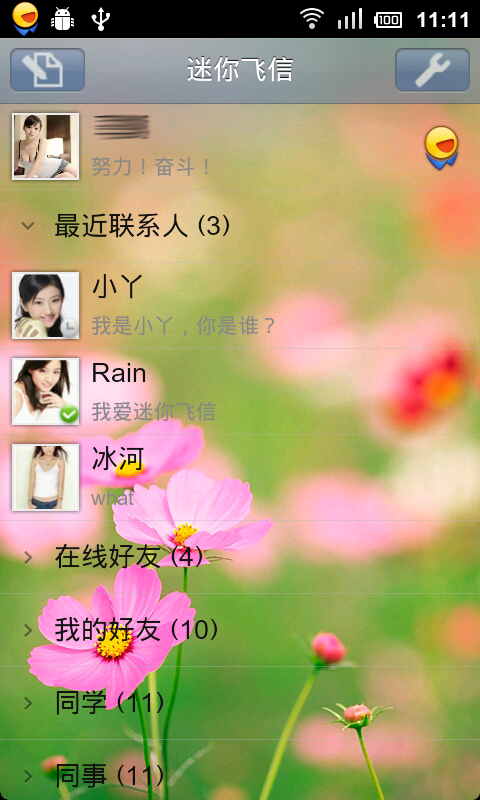 100 11:11
迷你飞信
努力！奋斗！
最近联系人 (3)
小丫
我是小丫，你是谁？
Rain
我爱迷你飞信
冰河
what
在线好友 (4)
我的好友 (10)
同学 (11)
同事 (11)